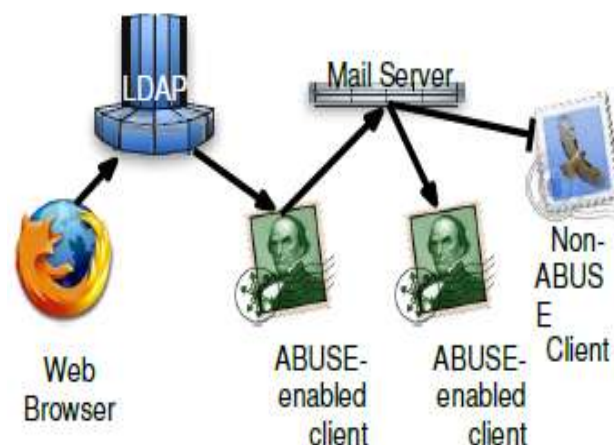 LDAP
Mail Server
Non-
ABUS
E
Client
Web
Browser
ABUSE-
enabled
client
ABUSE-
enabled
client